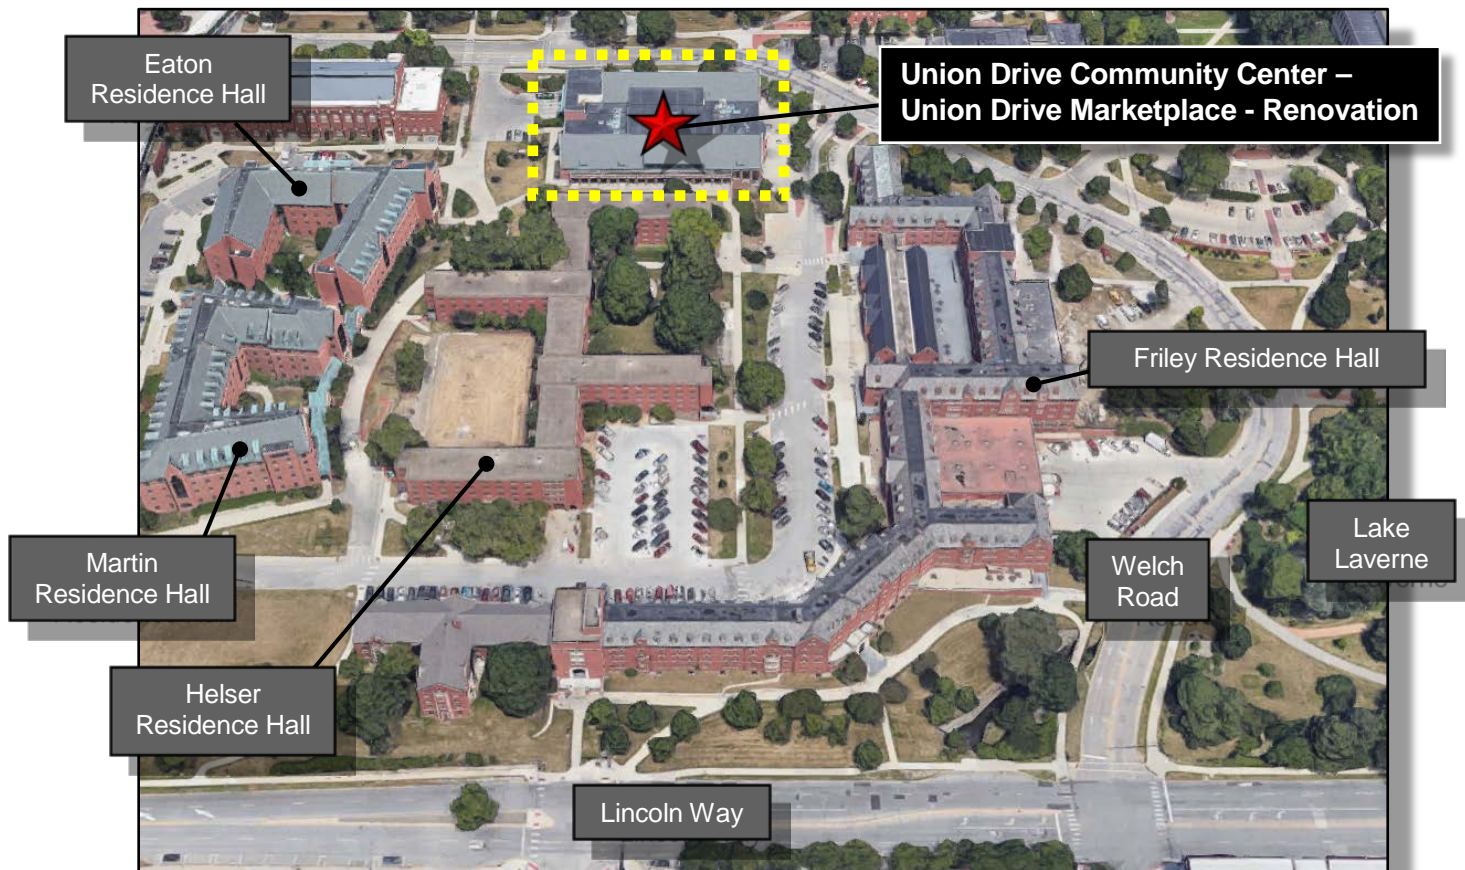 Eaton
Residence Hall
Union Drive Community Center –
Union Drive Marketplace - Renovation
Friley Residence Hall
Martin
Residence Hall
Lake
Laverne
Welch
Road
Helser
Residence Hall
Lincoln Way